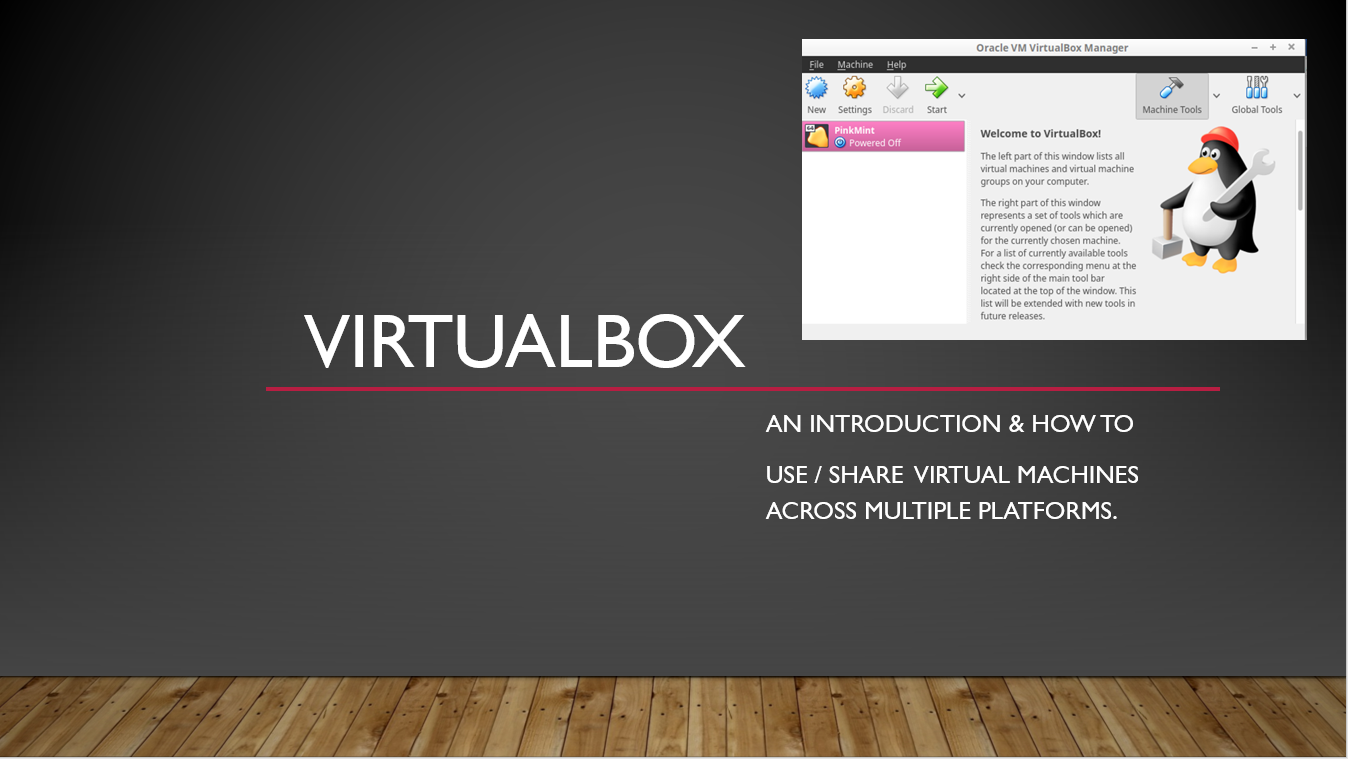 VIRTUALBOX
AN INTRODUCTION & HOW TO
USE / SHARE VIRTUAL MACHINES
ACROSS MULTIPLE PLATFORMS.
Oracle VM VirtualBox Manager
File Machine Help
New Settings Discard Start Machine Tools Global Tools
64
PinkMint
Powered Off
Welcome to VirtualBox!
The left part of this window lists all
virtual machines and virtual machine
groups on your computer.
The right part of this window
represents a set of tools which are
currently opened (or can be opened)
for the currently chosen machine.
For a list of currently available tools
check the corresponding menu at the
right side of the main tool bar
located at the top of the window. This
list will be extended with new tools in
future releases.